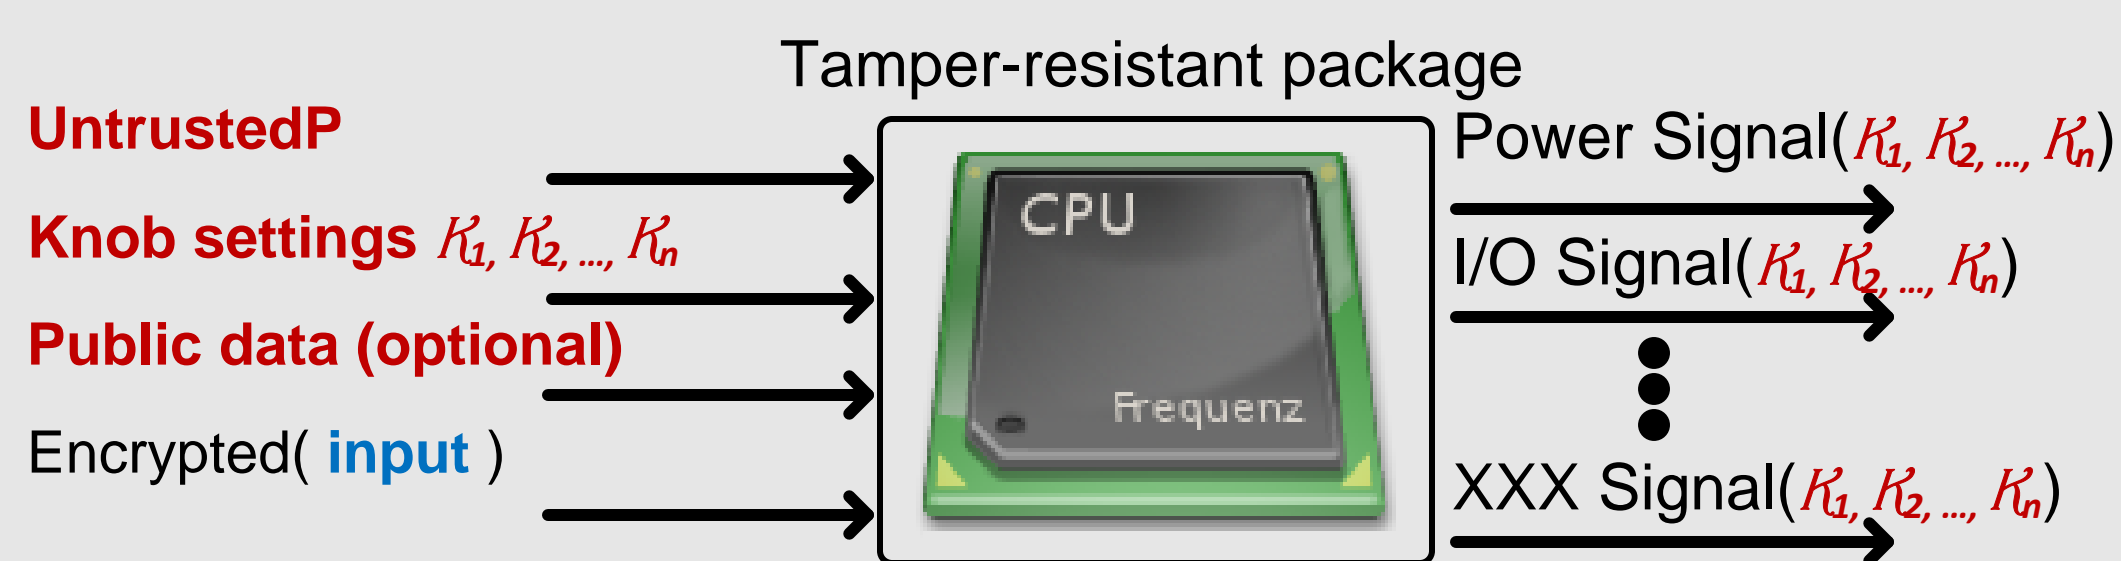 Tamper-resistant package
UntrustedP
Knob settings 𝒦1, 𝒦2, ..., 𝒦n
Public data (optional)
Encrypted( input )
CPU
Frequenz
Power Signal(𝒦1, 𝒦2, ..., 𝒦n)
I/O Signal(𝒦1, 𝒦2, ..., 𝒦n)
XXX Signal(𝒦1, 𝒦2, ..., 𝒦n)